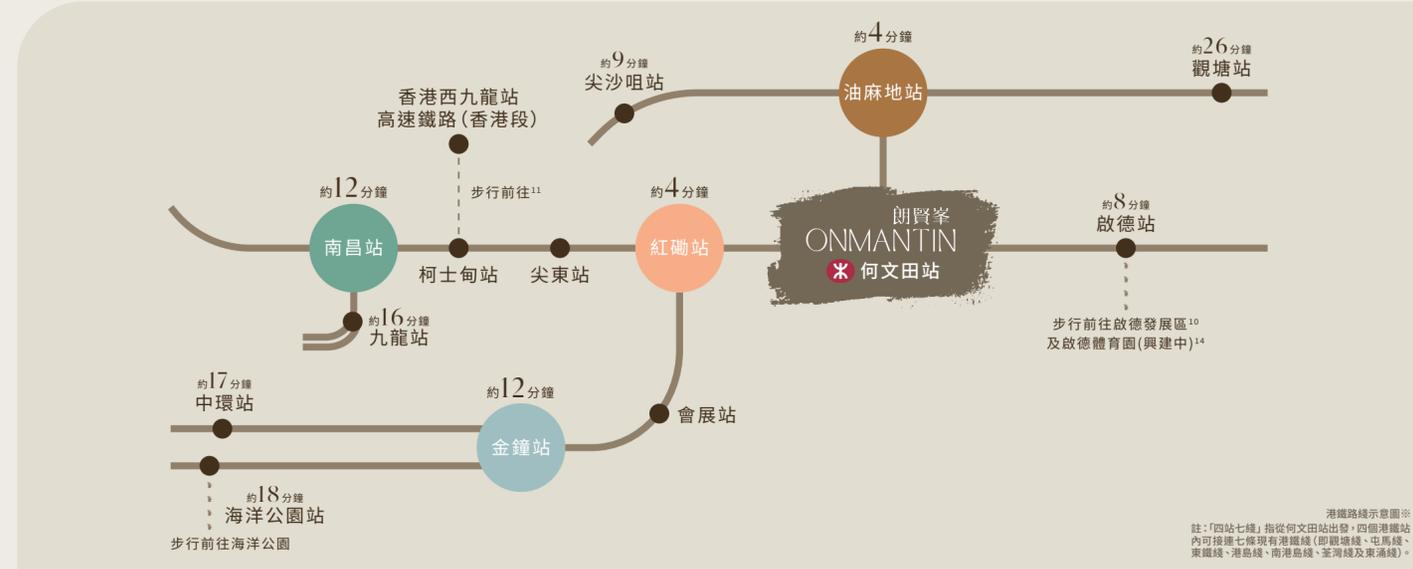 約4分鐘
油麻地站
約9分鐘
尖沙咀站
約26分鐘
觀塘站
香港西九龍站
高速鐵路(香港段)
步行前往11
約12分鐘
南昌站
柯士甸站
尖東站
約4分鐘
紅磡站
朗賢峯
ONMANTIN
何文田站
約8分鐘
啟德站
步行前往啟德發展區10
及啟德體育園(興建中)14
約16分鐘
九龍站
約17分鐘
中環站
約12分鐘
金鐘站
會展站
約18分鐘
海洋公園站
步行前往海洋公園
港鐵路綫示意圖※
註:「四站七綫」指從何文田站出發,四個港鐵站
內可接連七條現有港鐵綫(即觀塘綫、屯馬綫、
東鐵綫、港島綫、南港島綫、荃灣綫及東涌綫)。